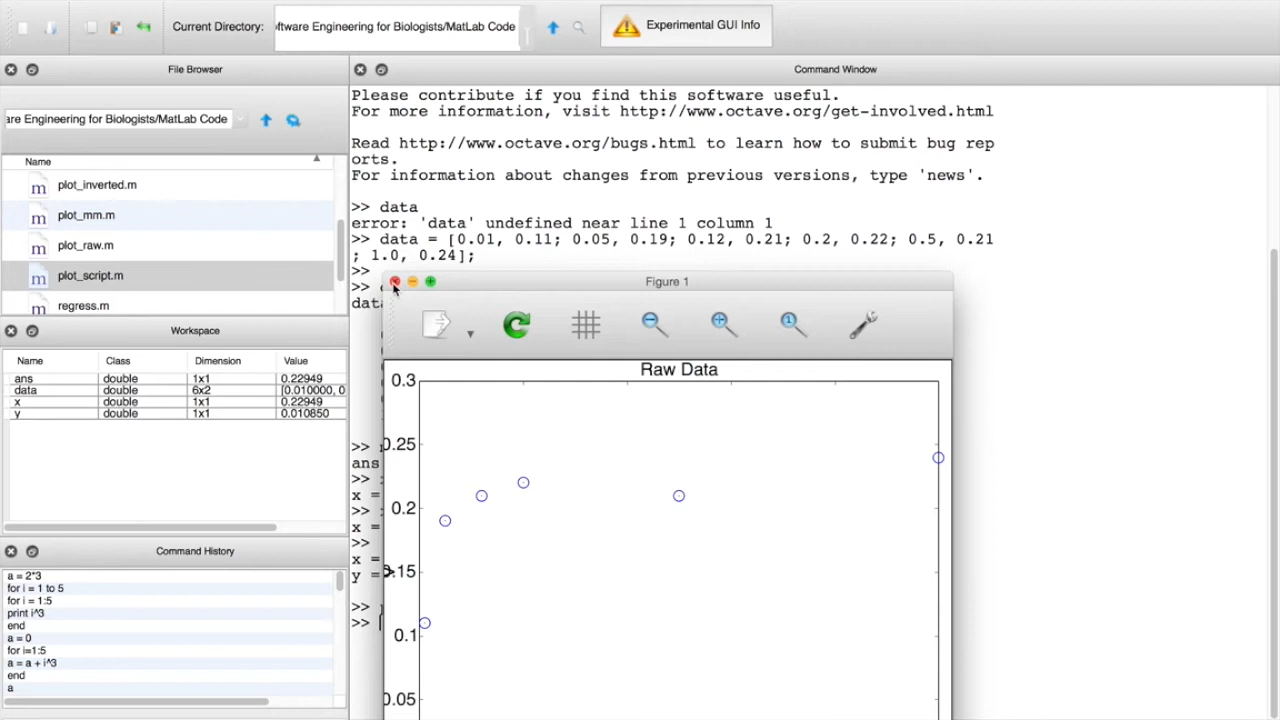 Current Directory:
ftware Engineering for Biologists/MatLab Code
Experimental GUI Info
File Browser
Command Window
are Engineering for Biologists/MatLab Code
Name
plot_inverted.m
plot_mm.m
plot_raw.m
plot_script.m
regress.m
Workspace
Name Class Dimension Value
ans double 1x1 0.22949
data double 6x2 [0.010000, 0
x double 1x1 0.22949
y double 1x1 0.010850
Command History
a = 2*3
for i = 1 to 5
for i = 1:5
print i^3
end
a = 0
for i=1:5
a = a + i^3
end
a
Please contribute if you find this software useful.
For more information, visit http://www.octave.org/get-involved.html
Read http://www.octave.org/bugs.html to learn how to submit bug rep
orts.
For information about changes from previous versions, type 'news'.
>> data
error: 'data' undefined near line 1 column 1
>> data = [0.01, 0.11; 0.05, 0.19; 0.12, 0.21; 0.2, 0.22; 0.5, 0.21
; 1.0, 0.24];
>>
>>
data
>>
ans
>>
x =
>>
x =
>>
x =
y =
>>
>>
Figure 1
Raw Data
0.3
0.25
0.2
0.15
0.1
0.05